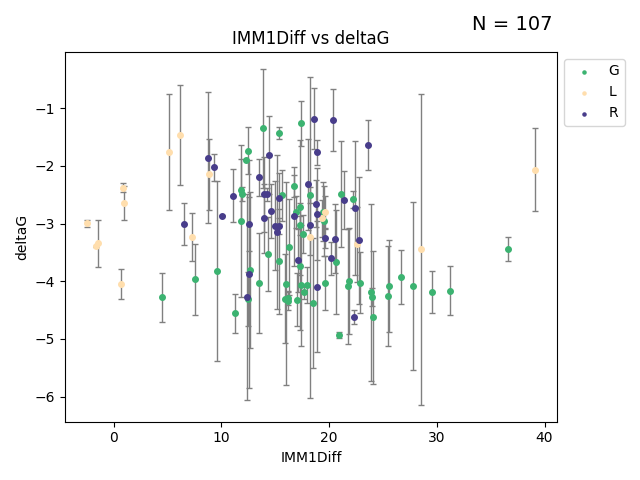 N = 107
IMM1Diff vs deltaG
G
L
R
−1
−2
−3
−4
−5
−6
deltaG
0 10 20 30 40
IMM1Diff